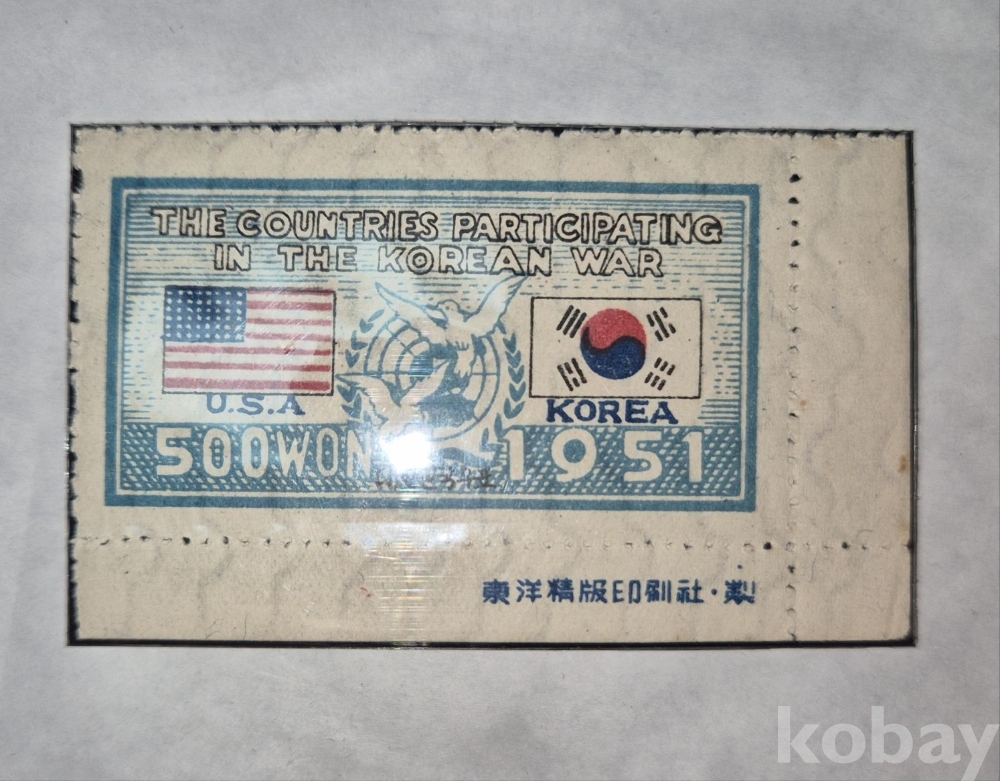 THE COUNTRIES PARTICIPATING
IN THE KOREAN WAR
U.S.A
KOREA
500WON
1951
東洋精版印刷社·製
kobay